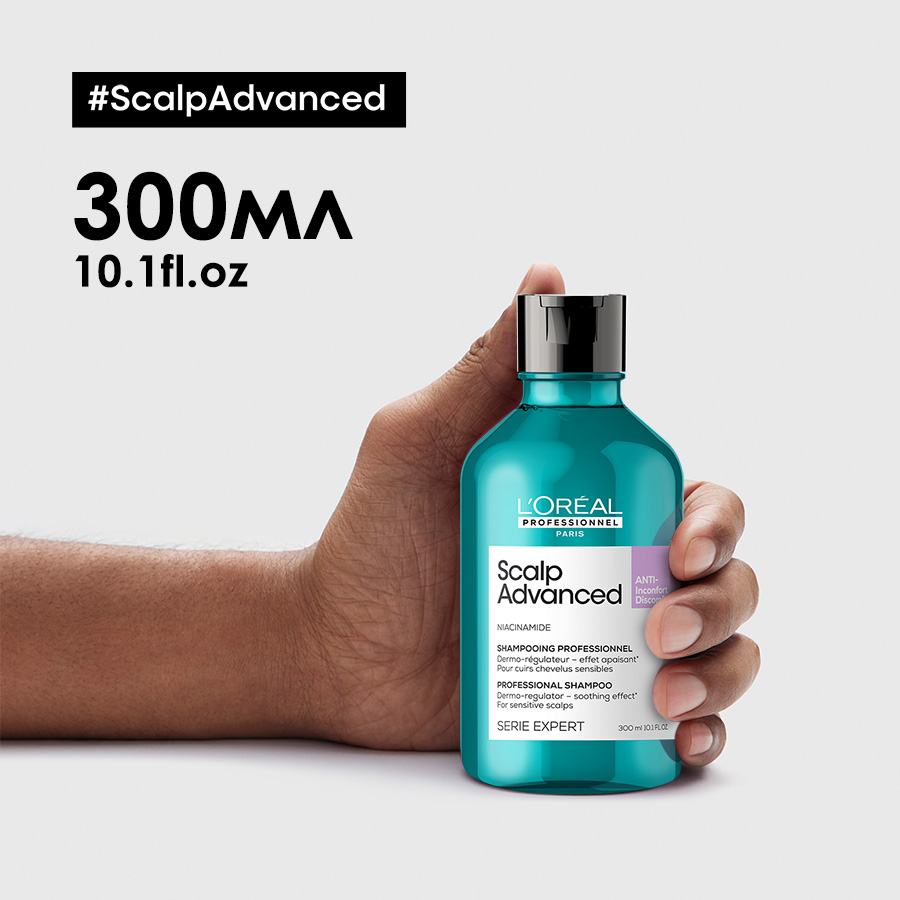 #ScalpAdvanced
300мл
10.1fl.oz
L'ORÉAL
PROFESSIONNEL
PARIS
Scalp
Advanced
ANTI-
Inconfort
NIACINAMIDE
SHAMPOOING PROFESSIONNEL
Dermo-régulateur – effet apaisant*
Pour cuirs chevelus sensibles
PROFESSIONAL SHAMPOO
Dermo-regulator – soothing effect*
For sensitive scalps
SERIE EXPERT
300 ml 10.1 FL.OZ